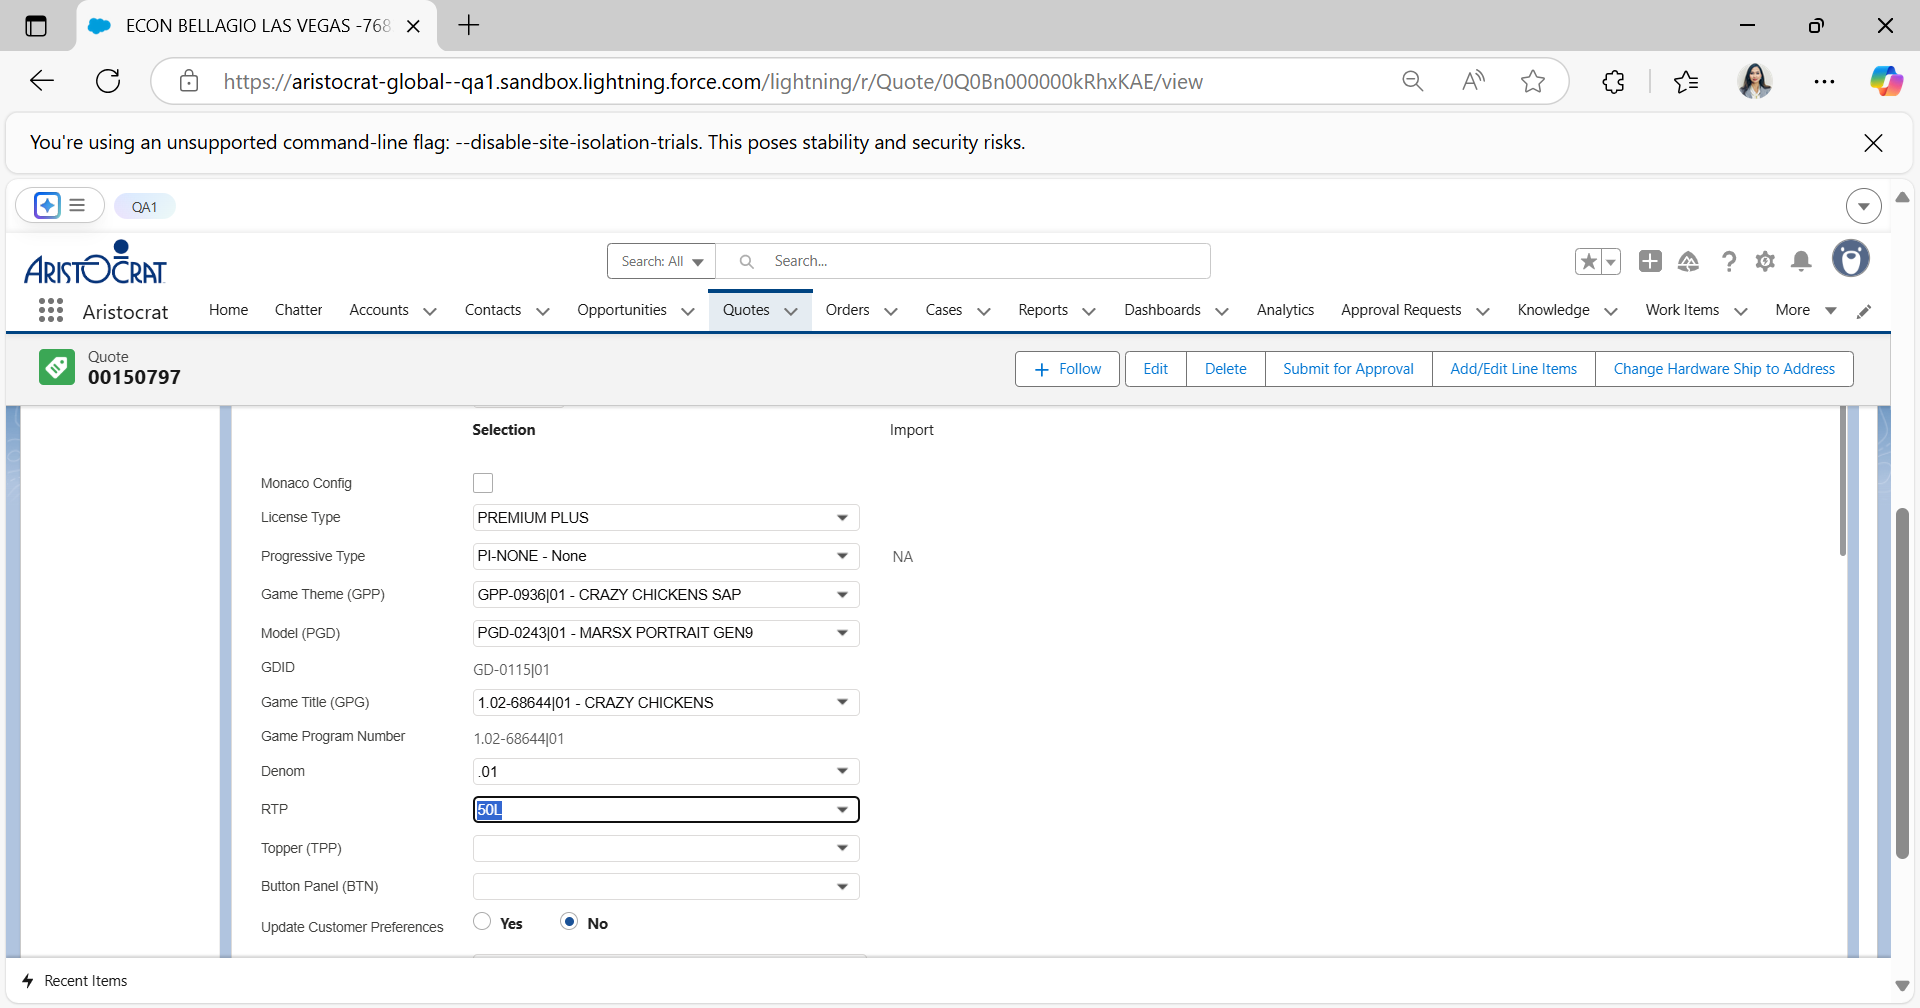 ECON BELLAGIO LAS VEGAS -768
https://aristocrat-global--qa1.sandbox.lightning.force.com/lightning/r/Quote/0Q0Bn000000kRhxKAE/view
You're using an unsupported command-line flag: --disable-site-isolation-trials. This poses stability and security risks.
QA1
ARISTOCRAT
Search: All
Search...
Aristocrat
Home
Chatter
Accounts
Contacts
Opportunities
Quotes
Orders
Cases
Reports
Dashboards
Analytics
Approval Requests
Knowledge
Work Items
More
Quote
00150797
Follow
Edit
Delete
Submit for Approval
Add/Edit Line Items
Change Hardware Ship to Address
Selection
Import
Monaco Config
License Type
PREMIUM PLUS
Progressive Type
PI-NONE - None
NA
Game Theme (GPP)
GPP-0936|01 - CRAZY CHICKENS SAP
Model (PGD)
PGD-0243|01 - MARSX PORTRAIT GEN9
GDID
GD-0115|01
Game Title (GPG)
1.02-68644|01 - CRAZY CHICKENS
Game Program Number
1.02-68644|01
Denom
.01
RTP
50L
Topper (TPP)
Button Panel (BTN)
Update Customer Preferences
Yes
No
Recent Items